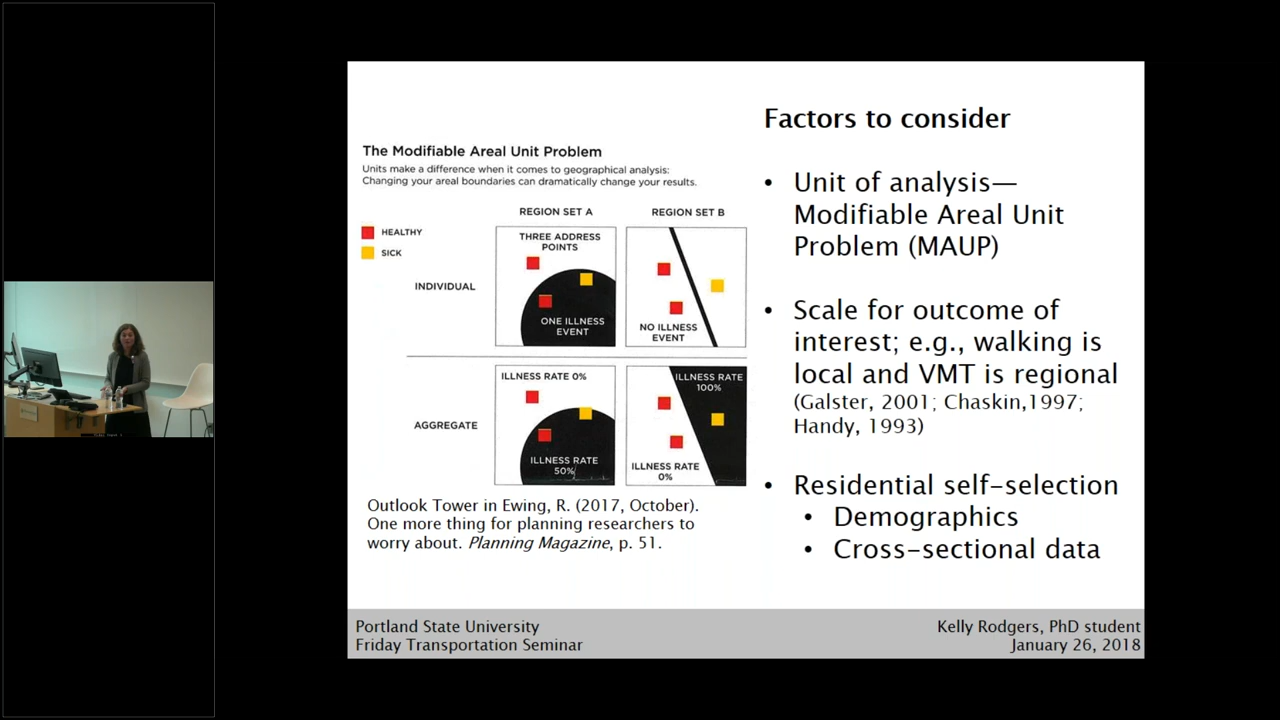 The Modifiable Areal Unit Problem
Units make a difference when it comes to geographical analysis:
Changing your areal boundaries can dramatically change your results.
REGION SET A
REGION SET B
HEALTHY
SICK
INDIVIDUAL
THREE ADDRESS
POINTS
ONE ILLNESS
EVENT
NO ILLNESS
EVENT
AGGREGATE
ILLNESS RATE 0%
ILLNESS RATE
50%
ILLNESS RATE
100%
ILLNESS RATE
0%
Outlook Tower in Ewing, R. (2017, October).
One more thing for planning researchers to
worry about. Planning Magazine, p. 51.
Factors to consider
• Unit of analysis—
Modifiable Areal Unit
Problem (MAUP)
• Scale for outcome of
interest; e.g., walking is
local and VMT is regional
(Galster, 2001; Chaskin,1997;
Handy, 1993)
• Residential self-selection
• Demographics
• Cross-sectional data
Portland State University
Friday Transportation Seminar
Kelly Rodgers, PhD student
January 26, 2018